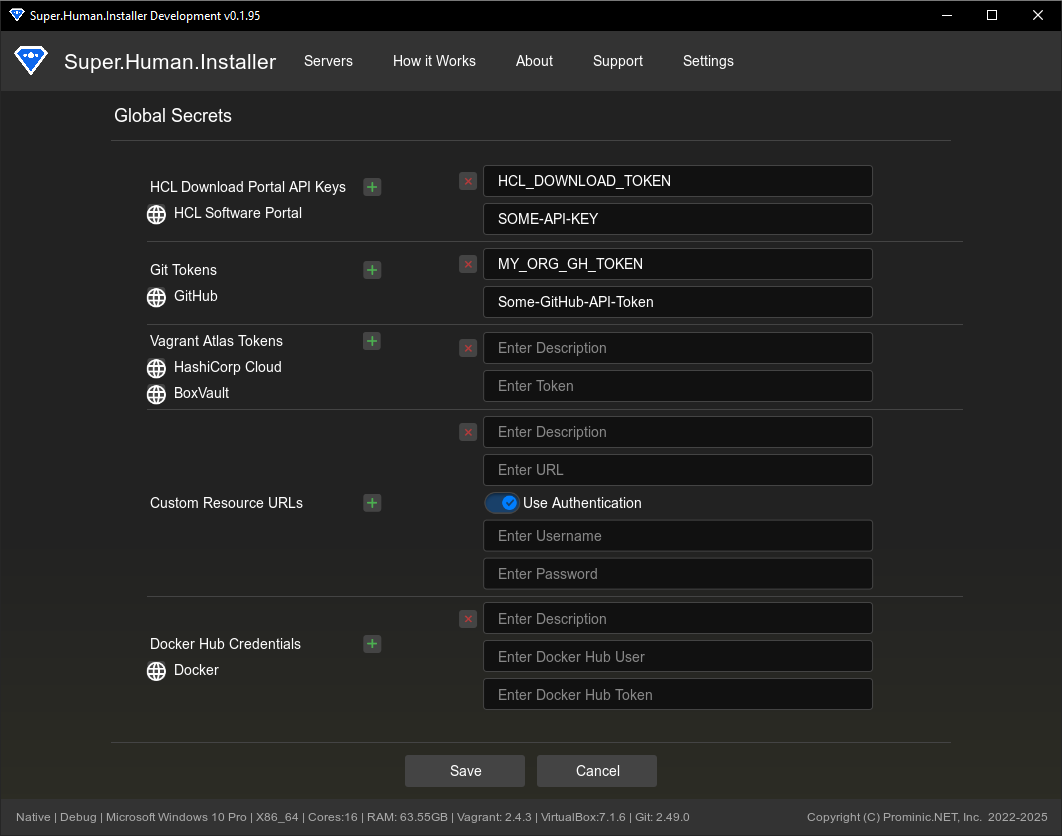 Super.Human.Installer Development v0.1.95
Super.Human.Installer Servers How it Works About Support Settings
Global Secrets
HCL Download Portal API Keys
HCL Software Portal
HCL_DOWNLOAD_TOKEN
SOME-API-KEY
Git Tokens
GitHub
MY_ORG_GH_TOKEN
Some-GitHub-API-Token
Vagrant Atlas Tokens
HashiCorp Cloud
BoxVault
Enter Description
Enter Token
Custom Resource URLs
Enter Description
Enter URL
Use Authentication
Enter Username
Enter Password
Docker Hub Credentials
Docker
Enter Description
Enter Docker Hub User
Enter Docker Hub Token
Save Cancel
Native | Debug | Microsoft Windows 10 Pro | X86_64 | Cores:16 | RAM: 63.55GB | Vagrant: 2.4.3 | VirtualBox:7.1.6 | Git: 2.49.0 Copyright (C) Prominic.NET, Inc. 2022-2025